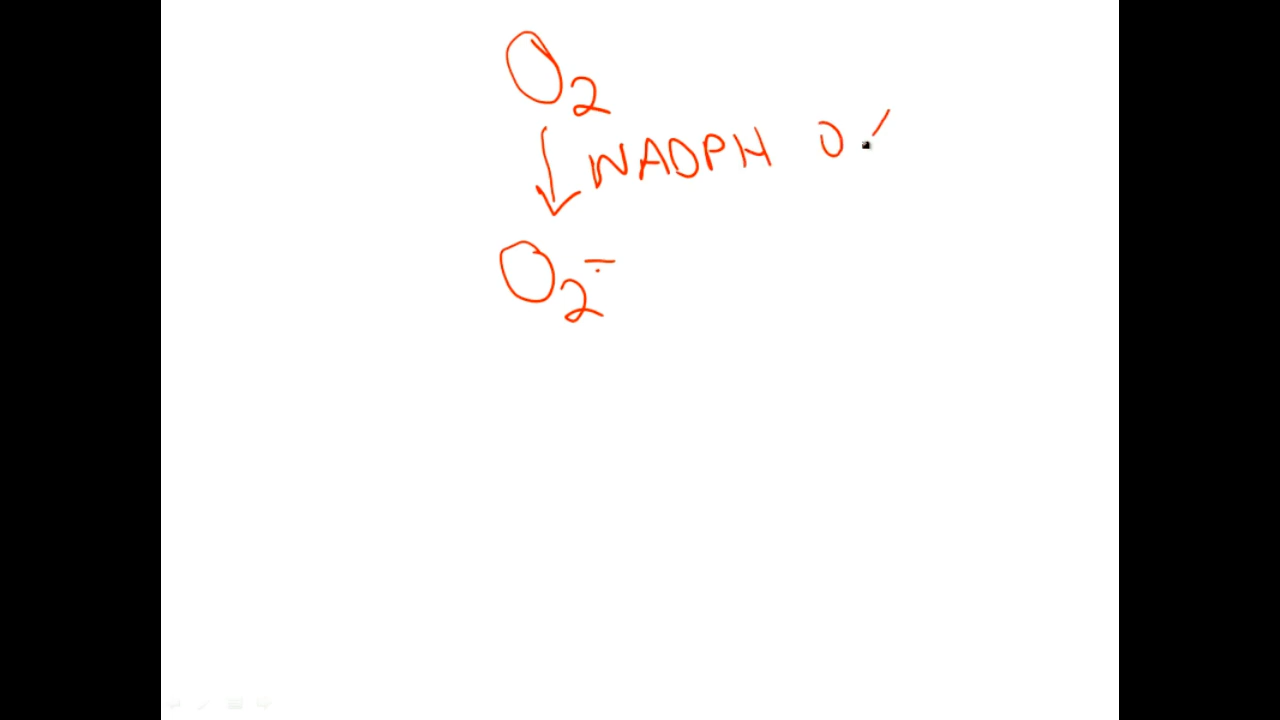 O₂
↓ NADPH O
O₂⁻̣